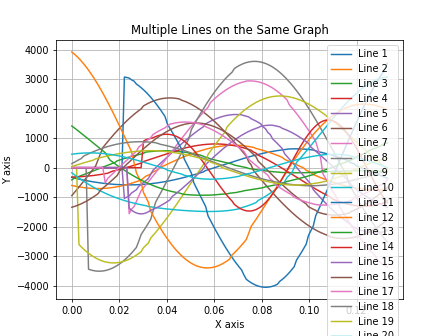 Multiple Lines on the Same Graph
4000
3000
2000
1000
0
−1000
−2000
−3000
−4000
Y axis
0.00
0.02
0.04
0.06
0.08
0.10
X axis
Line 1
Line 2
Line 3
Line 4
Line 5
Line 6
Line 7
Line 8
Line 9
Line 10
Line 11
Line 12
Line 13
Line 14
Line 15
Line 16
Line 17
Line 18
Line 19
Line 20